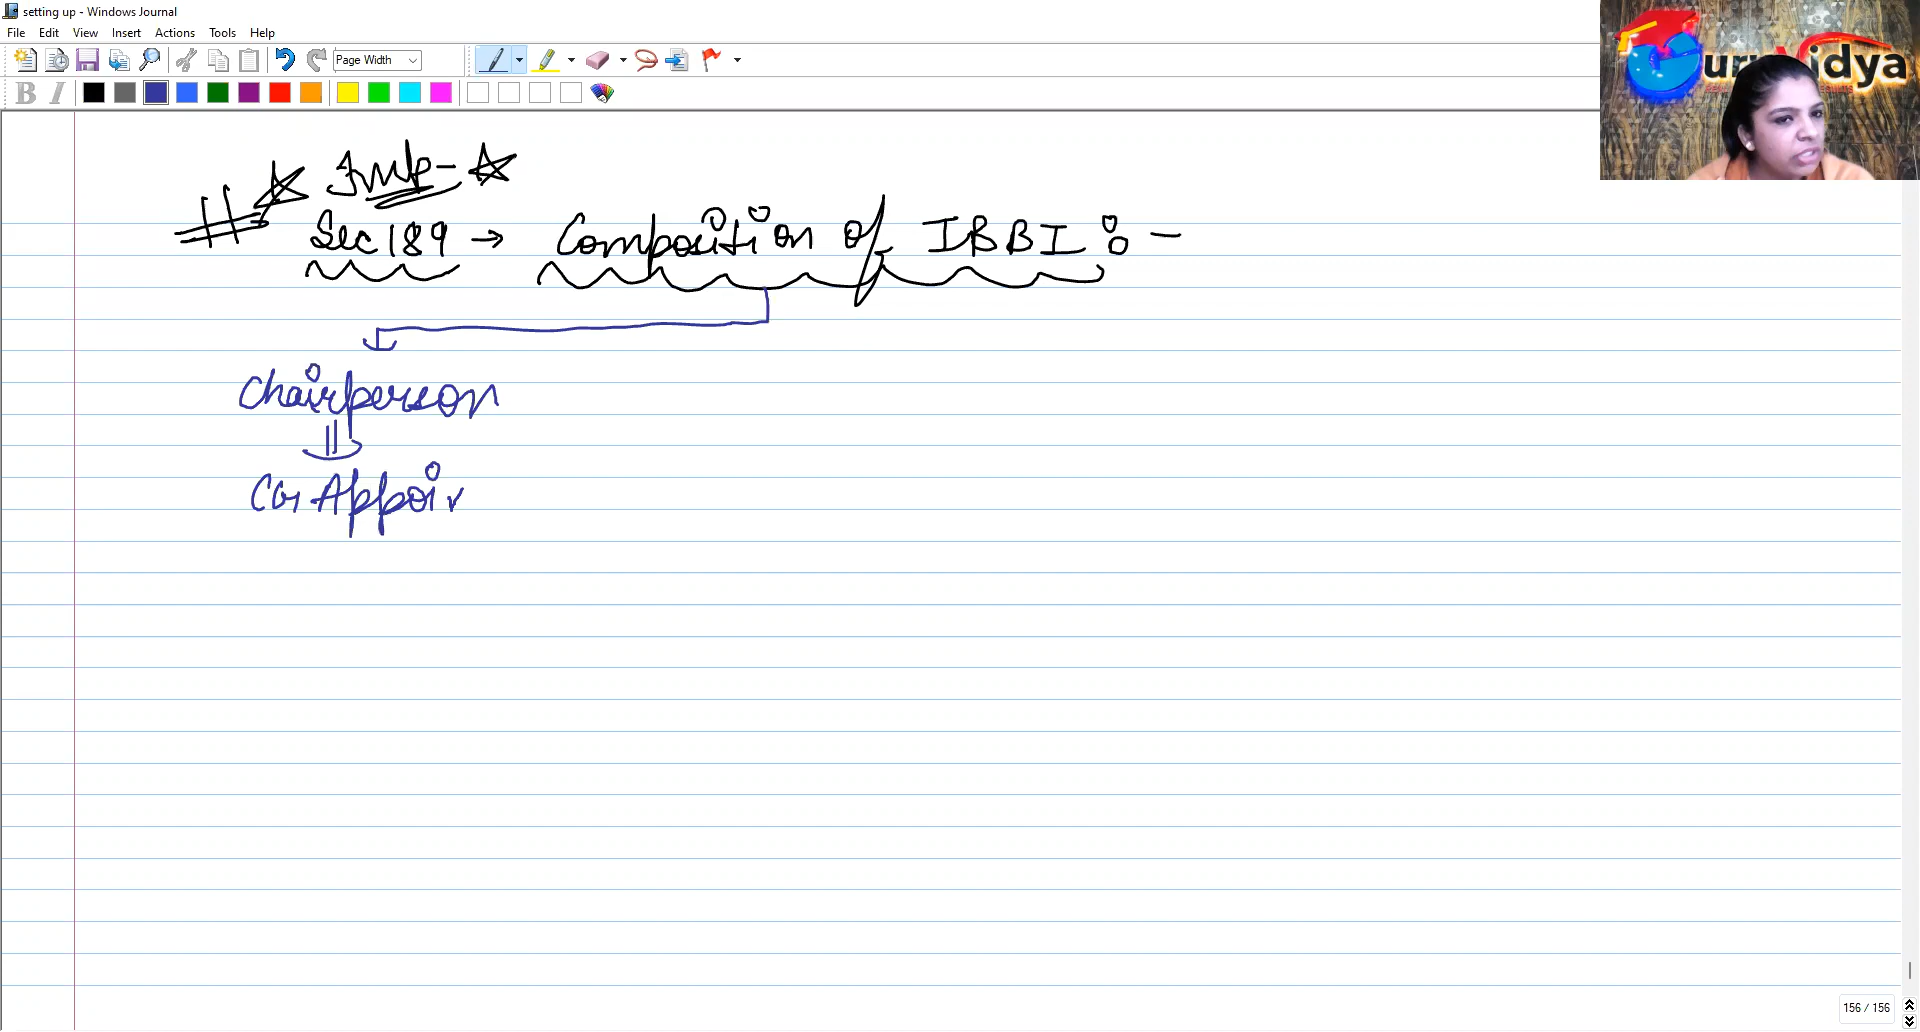 setting up - Windows Journal
File Edit View Insert Actions Tools Help
Page Width
B I
Imp-
# Sec 189 → Composition of IBBI :-
Chairperson
CG Appoin
156 / 156